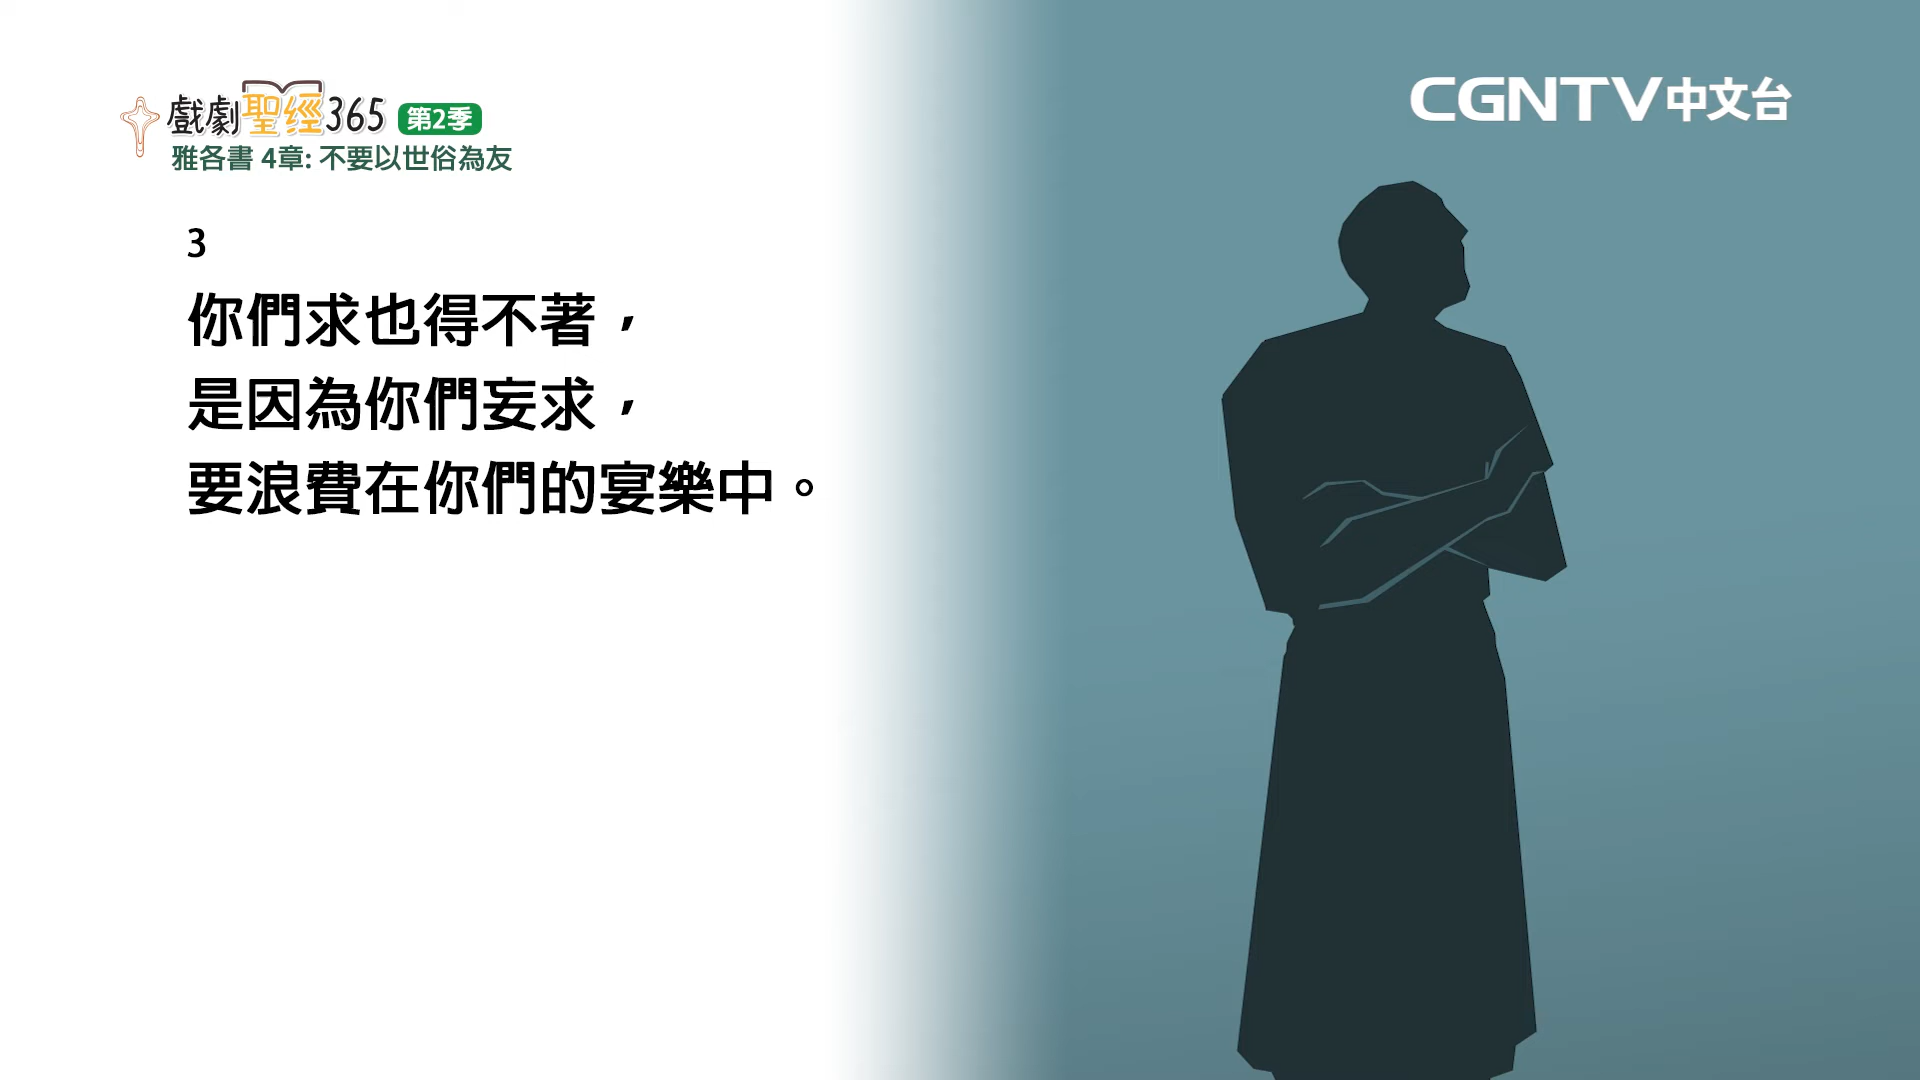 戲劇聖經365 第2季
雅各書 4章: 不要以世俗為友
CGNTV中文台
3
你們求也得不著，
是因為你們妄求，
要浪費在你們的宴樂中。